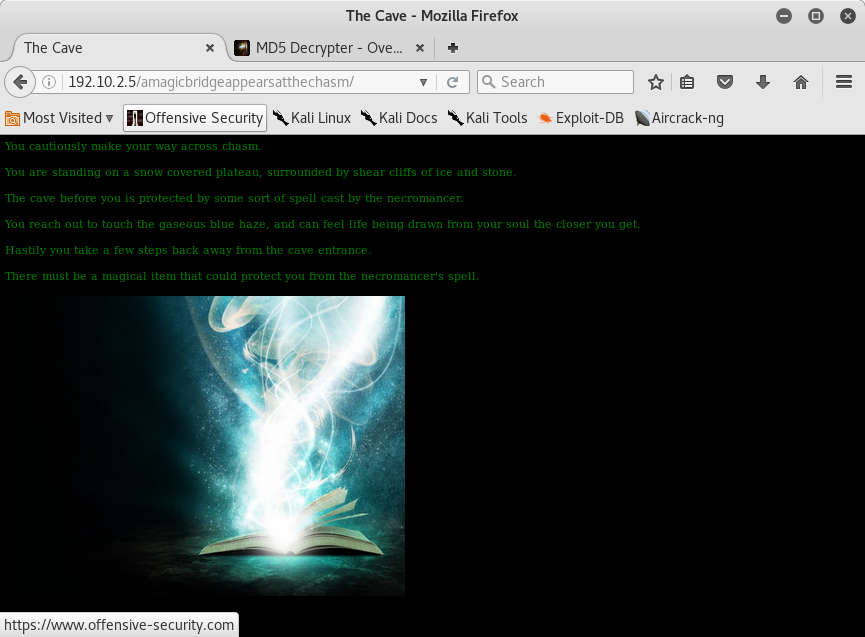 The Cave - Mozilla Firefox
The Cave
MD5 Decrypter - Ove...
192.10.2.5/amagicbridgeappearsatthechasm/
Search
Most Visited
Offensive Security
Kali Linux
Kali Docs
Kali Tools
Exploit-DB
Aircrack-ng
You cautiously make your way across chasm.
You are standing on a snow covered plateau, surrounded by shear cliffs of ice and stone.
The cave before you is protected by some sort of spell cast by the necromancer.
You reach out to touch the gaseous blue haze, and can feel life being drawn from your soul the closer you get.
Hastily you take a few steps back away from the cave entrance.
There must be a magical item that could protect you from the necromancer's spell.
https://www.offensive-security.com